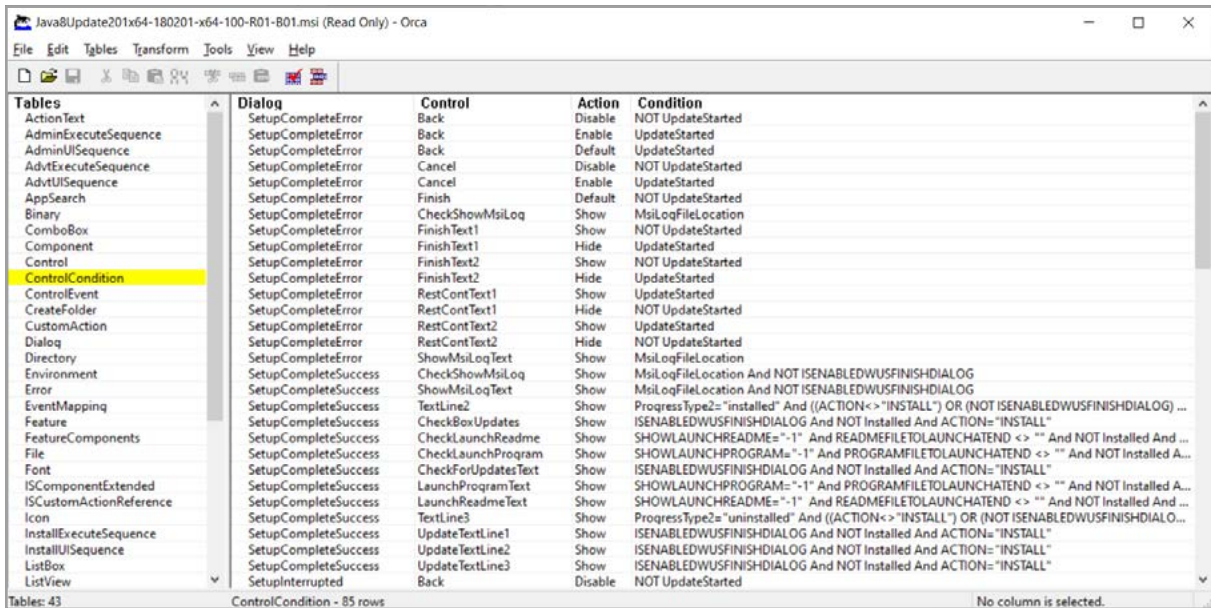 Java8Update201x64-180201-x64-100-R01-B01.msi (Read Only) - Orca
File Edit Tables Transform Tools View Help
Tables Dialog Control Action Condition
ActionText SetupCompleteError Back Disable NOT UpdateStarted
AdminExecuteSequence SetupCompleteError Back Enable UpdateStarted
AdminUISequence SetupCompleteError Back Default UpdateStarted
AdvtExecuteSequence SetupCompleteError Cancel Disable NOT UpdateStarted
AdvtUISequence SetupCompleteError Cancel Enable UpdateStarted
AppSearch SetupCompleteError Finish Default NOT UpdateStarted
Binary SetupCompleteError CheckShowMsiLog Show MsiLogFileLocation
ComboBox SetupCompleteError FinishText1 Show NOT UpdateStarted
Component SetupCompleteError FinishText1 Hide UpdateStarted
Control SetupCompleteError FinishText2 Show NOT UpdateStarted
ControlCondition SetupCompleteError FinishText2 Hide UpdateStarted
ControlEvent SetupCompleteError RestContText1 Show UpdateStarted
CreateFolder SetupCompleteError RestContText1 Hide NOT UpdateStarted
CustomAction SetupCompleteError RestContText2 Show UpdateStarted
Dialog SetupCompleteError RestContText2 Hide NOT UpdateStarted
Directory SetupCompleteError ShowMsiLogText Show MsiLogFileLocation
Environment SetupCompleteSuccess CheckShowMsiLog Show MsiLogFileLocation And NOT ISENABLEDWUSFINISHDIALOG
Error SetupCompleteSuccess ShowMsiLogText Show MsiLogFileLocation And NOT ISENABLEDWUSFINISHDIALOG
EventMapping SetupCompleteSuccess TextLine2 Show ProgressType2="installed" And ((ACTION<>"INSTALL") OR (NOT ISENABLEDWUSFINISHDIALOG) ...
Feature SetupCompleteSuccess CheckBoxUpdates Show ISENABLEDWUSFINISHDIALOG And NOT Installed And ACTION="INSTALL"
FeatureComponents SetupCompleteSuccess CheckLaunchReadme Show SHOWLAUNCHREADME="-1" And READMEFILETOLAUNCHATEND <> "" And NOT Installed And ...
File SetupCompleteSuccess CheckLaunchProgram Show SHOWLAUNCHPROGRAM="-1" And PROGRAMFILETOLAUNCHATEND <> "" And NOT Installed A...
Font SetupCompleteSuccess CheckForUpdatesText Show ISENABLEDWUSFINISHDIALOG And NOT Installed And ACTION="INSTALL"
ISComponentExtended SetupCompleteSuccess LaunchProgramText Show SHOWLAUNCHPROGRAM="-1" And PROGRAMFILETOLAUNCHATEND <> "" And NOT Installed A...
ISCustomActionReference SetupCompleteSuccess LaunchReadmeText Show SHOWLAUNCHREADME="-1" And READMEFILETOLAUNCHATEND <> "" And NOT Installed And ...
Icon SetupCompleteSuccess TextLine3 Show ProgressType2="uninstalled" And ((ACTION<>"INSTALL") OR (NOT ISENABLEDWUSFINISHDIALO...
InstallExecuteSequence SetupCompleteSuccess UpdateTextLine1 Show ISENABLEDWUSFINISHDIALOG And NOT Installed And ACTION="INSTALL"
InstallUISequence SetupCompleteSuccess UpdateTextLine2 Show ISENABLEDWUSFINISHDIALOG And NOT Installed And ACTION="INSTALL"
ListBox SetupCompleteSuccess UpdateTextLine3 Show ISENABLEDWUSFINISHDIALOG And NOT Installed And ACTION="INSTALL"
ListView SetupInterrupted Back Disable NOT UpdateStarted
Tables: 43 ControlCondition - 85 rows No column is selected.